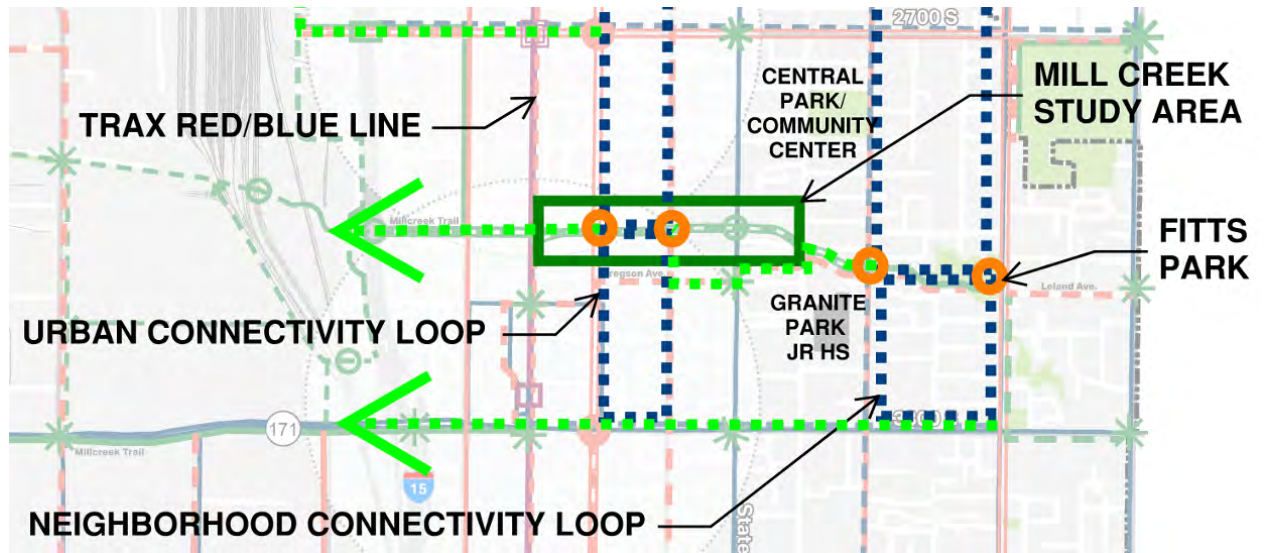 2700 S
CENTRAL
PARK/
COMMUNITY
CENTER
MILL CREEK
STUDY AREA
TRAX RED/BLUE LINE
Millcreek Trail
FITTS
PARK
Leland Ave.
URBAN CONNECTIVITY LOOP
GRANITE
PARK
JR HS
171
Millcreek Trail
15
State
NEIGHBORHOOD CONNECTIVITY LOOP